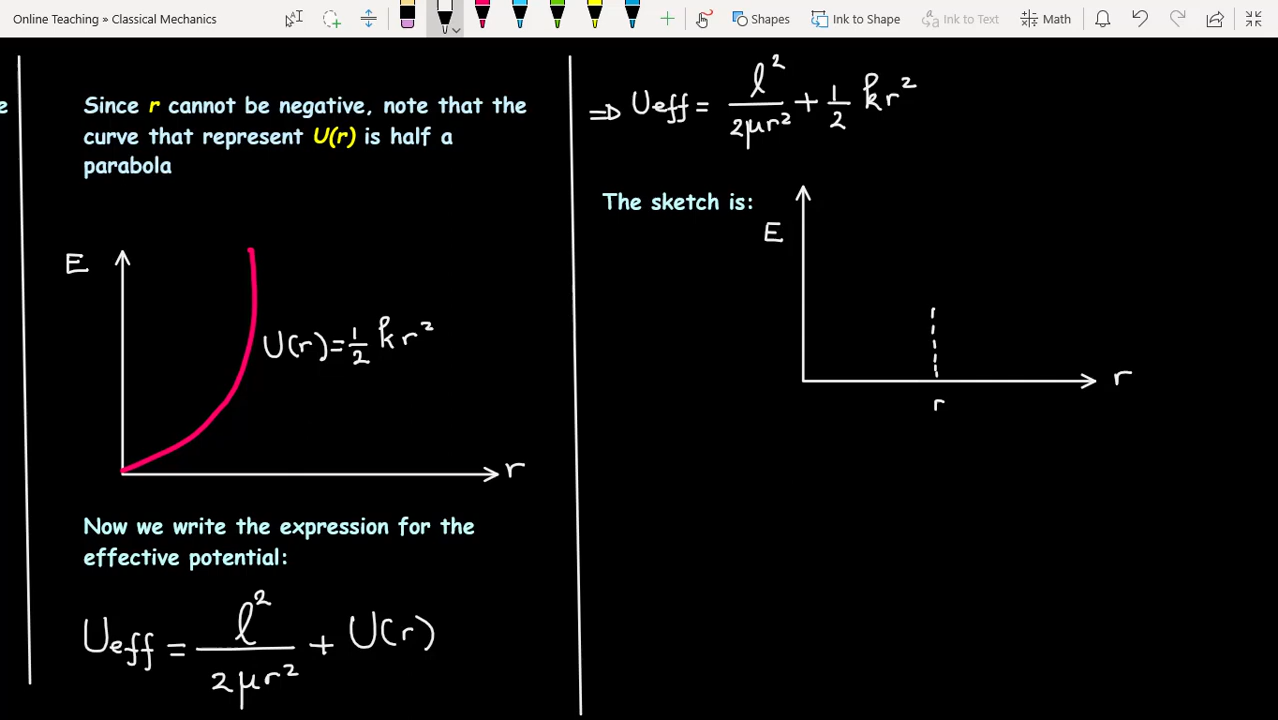 Online Teaching » Classical Mechanics
Shapes
Ink to Shape
Ink to Text
Math
e
Since r cannot be negative, note that the
curve that represent U(r) is half a
parabola
E
U(r)=1/2 kr²
r
Now we write the expression for the
effective potential:
Ueff = l²/2μr² + U(r)
⇒ Ueff = l²/2μr² + 1/2 kr²
The sketch is:
E
r
r